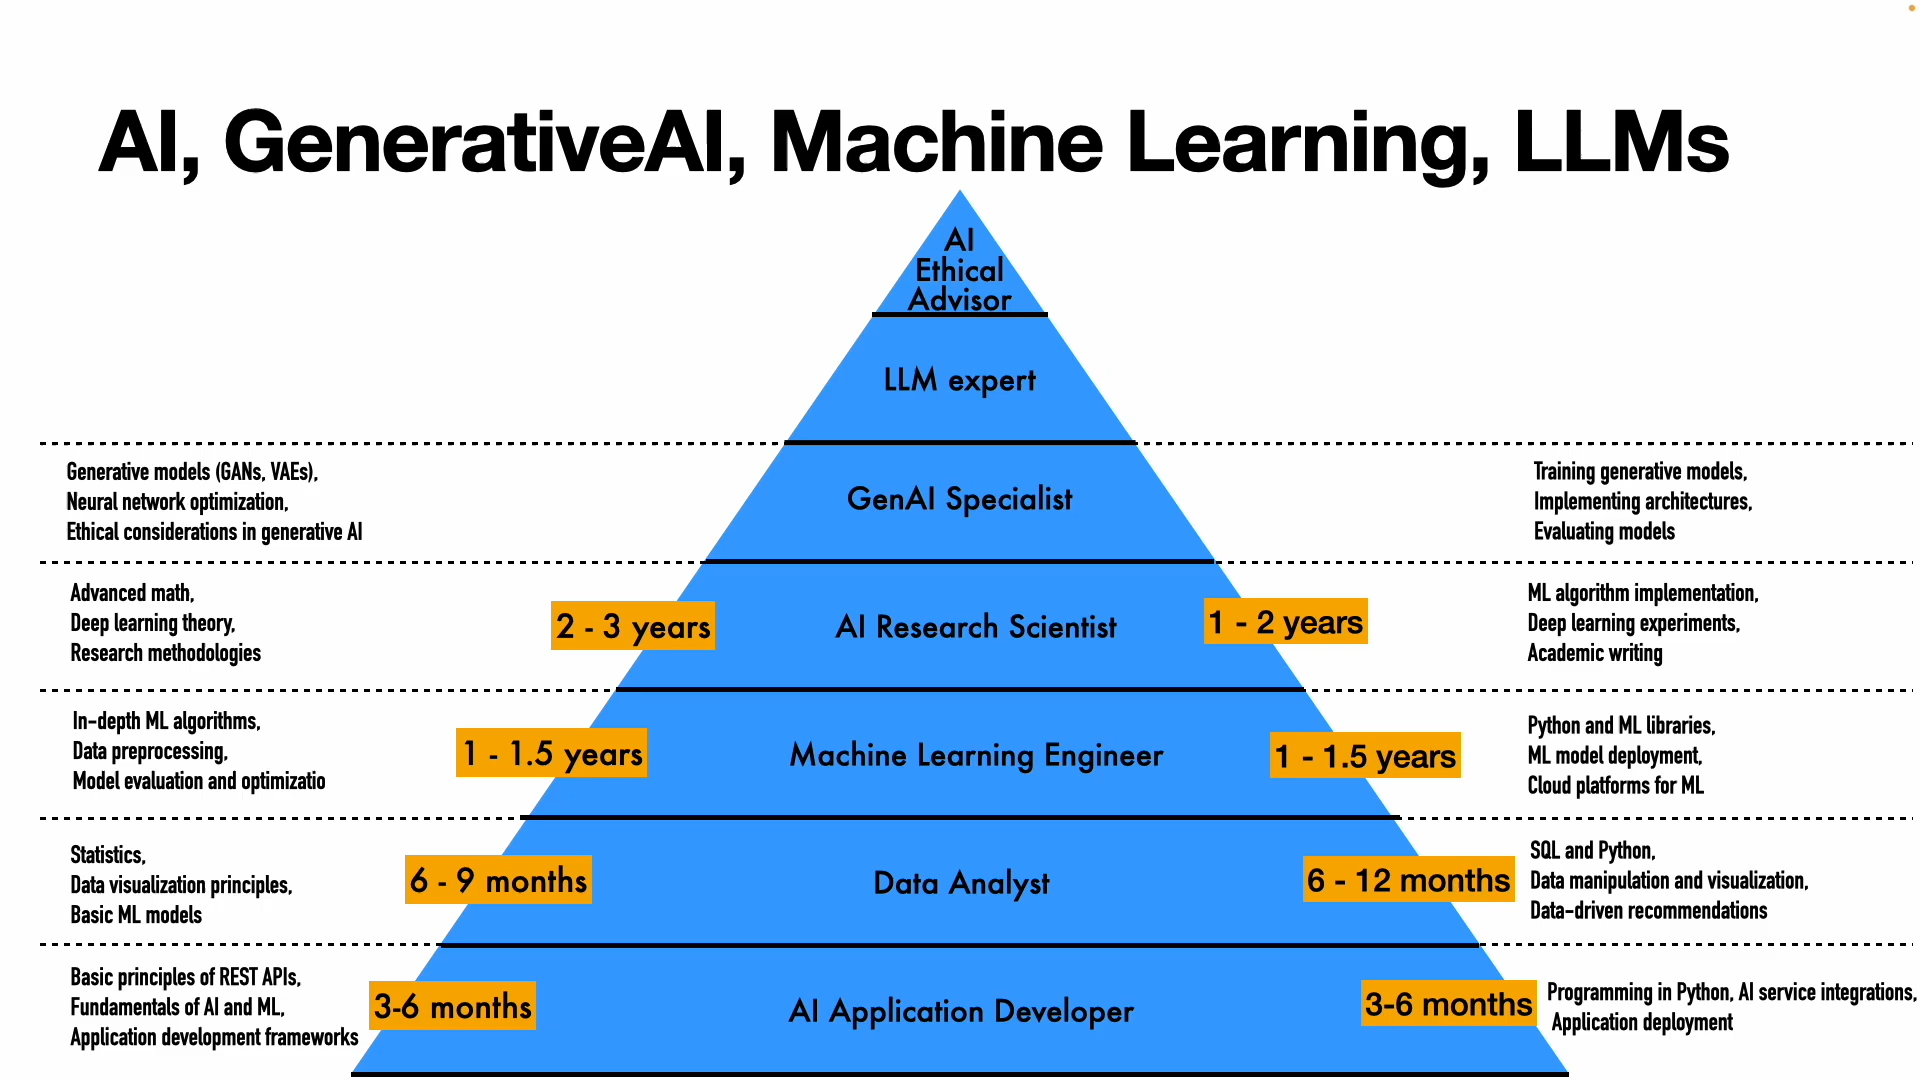 AI, GenerativeAI, Machine Learning, LLMs
AI
Ethical
Advisor
LLM expert
Generative models (GANs, VAEs),
Neural network optimization,
Ethical considerations in generative AI
GenAI Specialist
Training generative models,
Implementing architectures,
Evaluating models
Advanced math,
Deep learning theory,
Research methodologies
2 - 3 years
AI Research Scientist
1 - 2 years
ML algorithm implementation,
Deep learning experiments,
Academic writing
In-depth ML algorithms,
Data preprocessing,
Model evaluation and optimizatio
1 - 1.5 years
Machine Learning Engineer
1 - 1.5 years
Python and ML libraries,
ML model deployment,
Cloud platforms for ML
Statistics,
Data visualization principles,
Basic ML models
6 - 9 months
Data Analyst
6 - 12 months
SQL and Python,
Data manipulation and visualization,
Data-driven recommendations
Basic principles of REST APIs,
Fundamentals of AI and ML,
Application development frameworks
3-6 months
AI Application Developer
3-6 months
Programming in Python, AI service integrations,
Application deployment